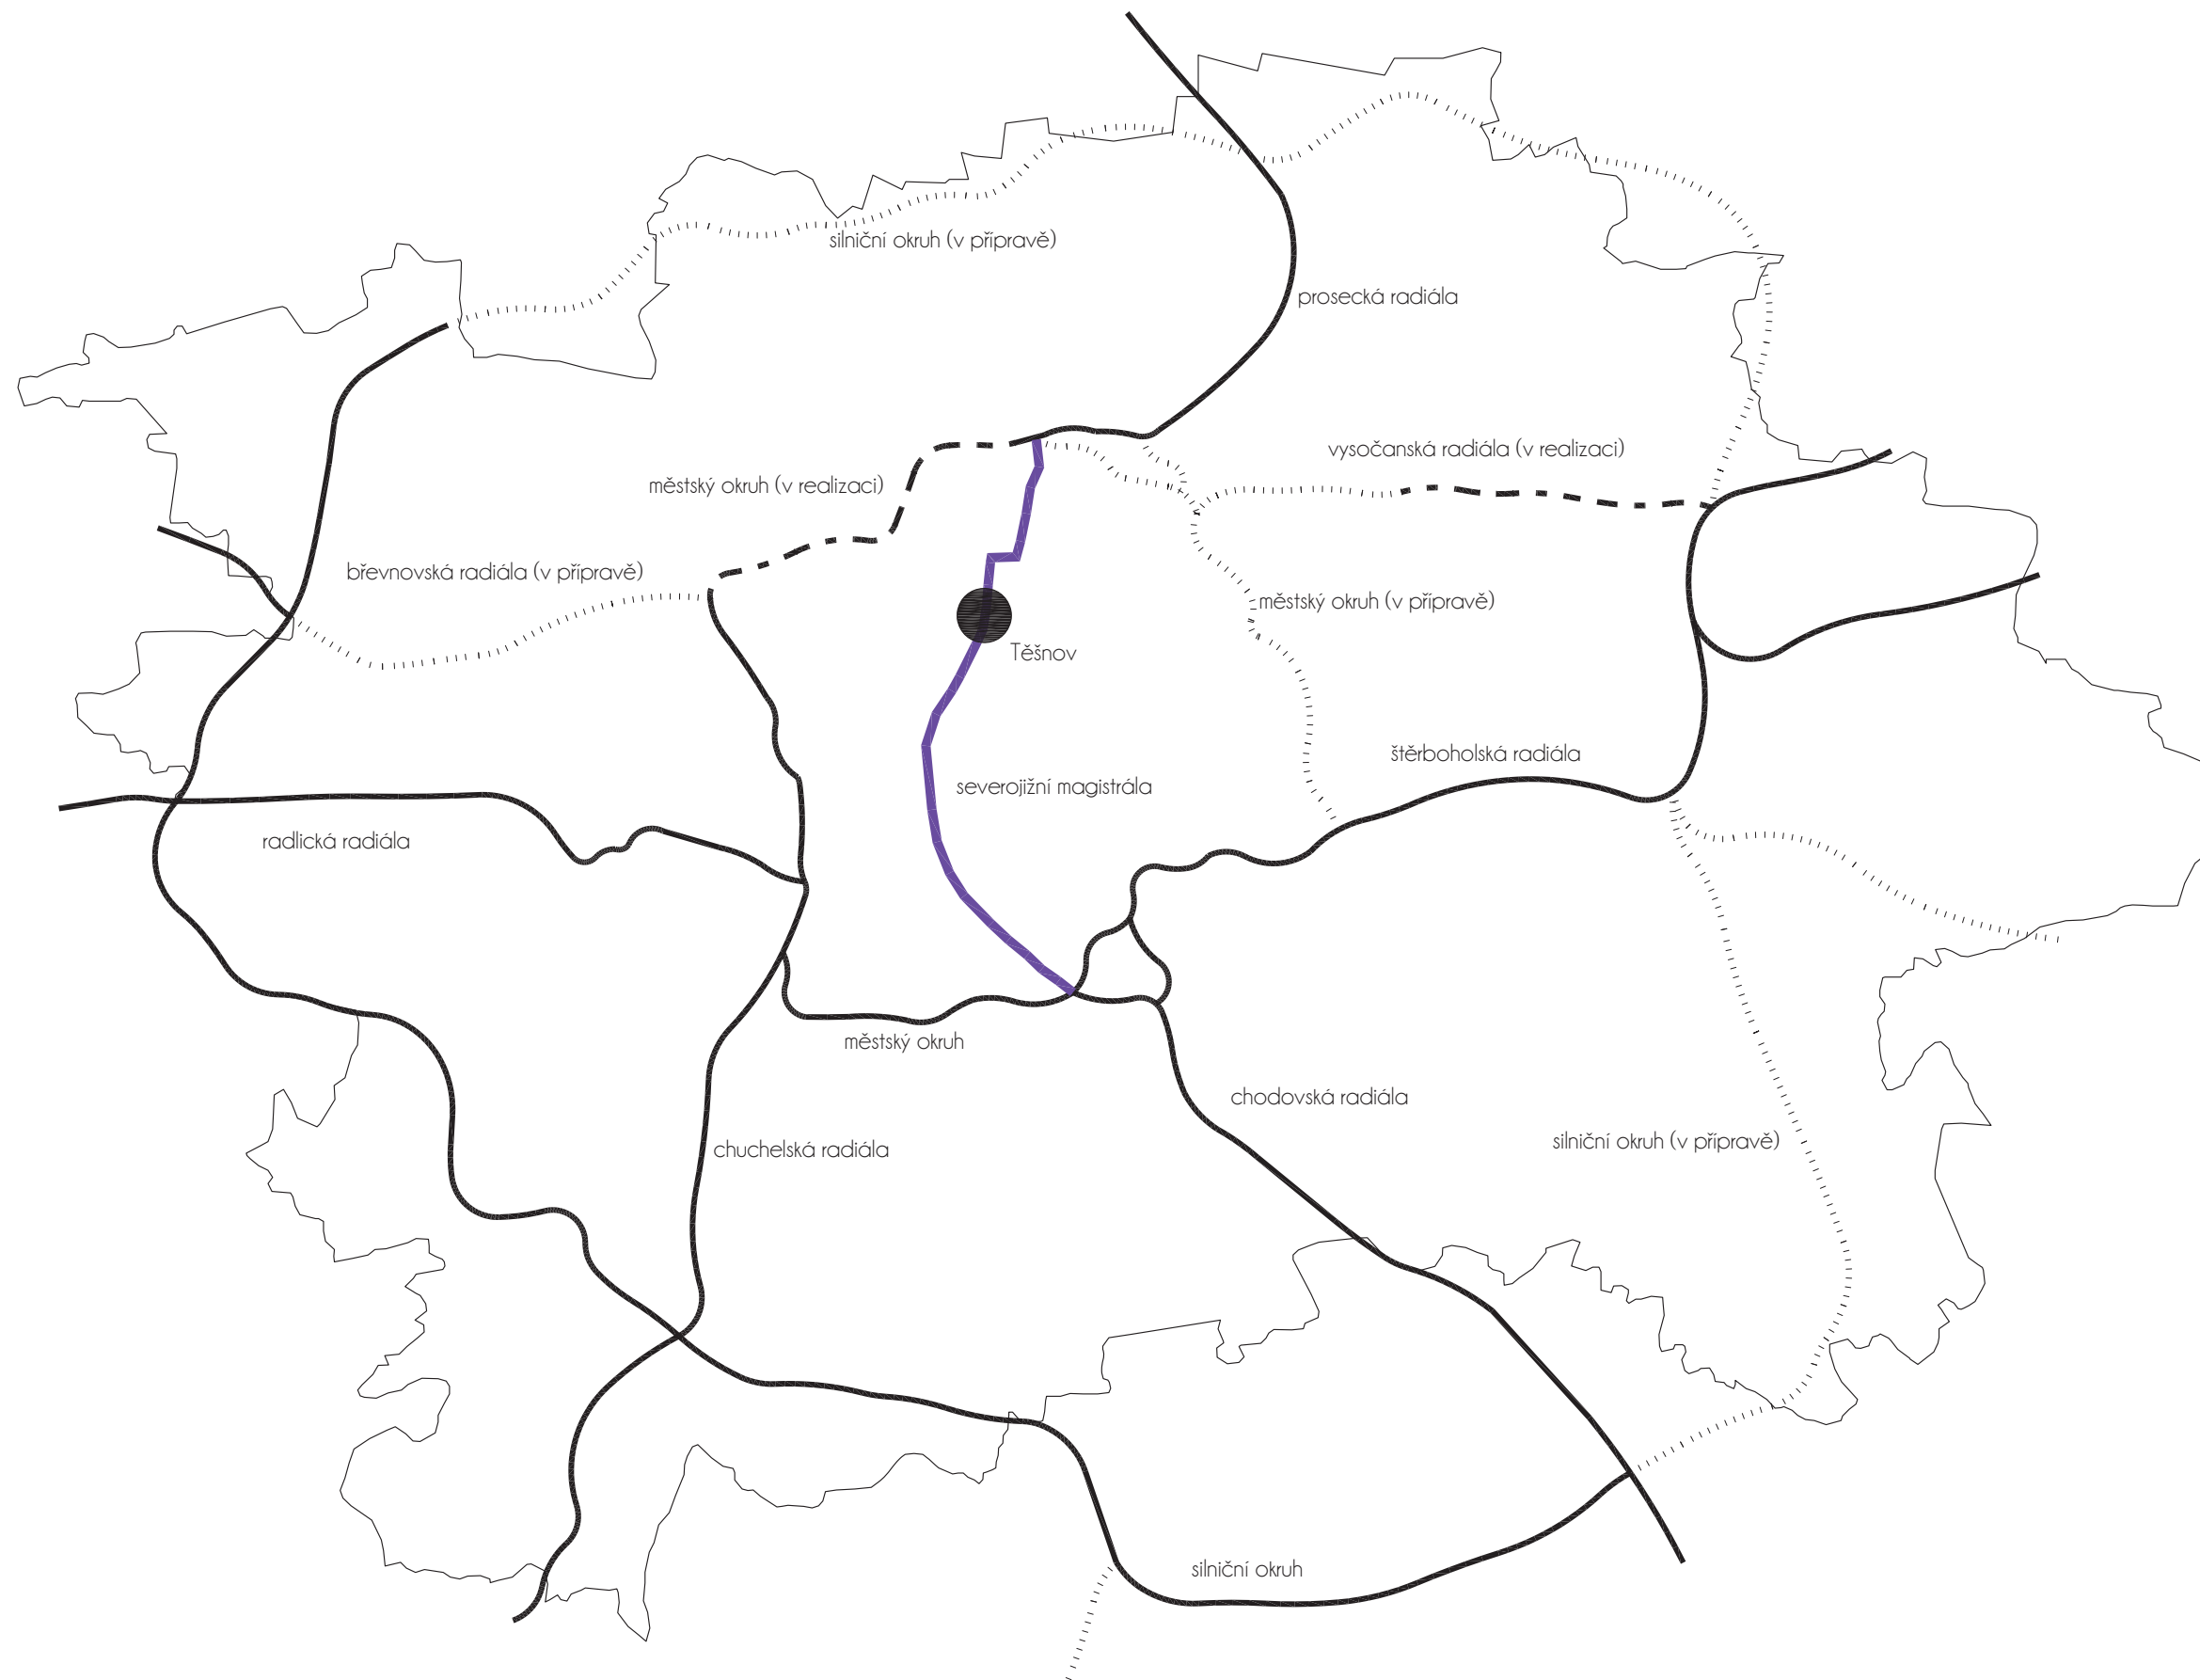 silniční okruh (v přípravě)
prosecká radiála
vysočanská radiála (v realizaci)
městský okruh (v realizaci)
břevnovská radiála (v přípravě)
městský okruh (v přípravě)
Těšnov
štěrboholská radiála
severojižní magistrála
radlická radiála
městský okruh
chodovská radiála
silniční okruh (v přípravě)
chuchelská radiála
silniční okruh